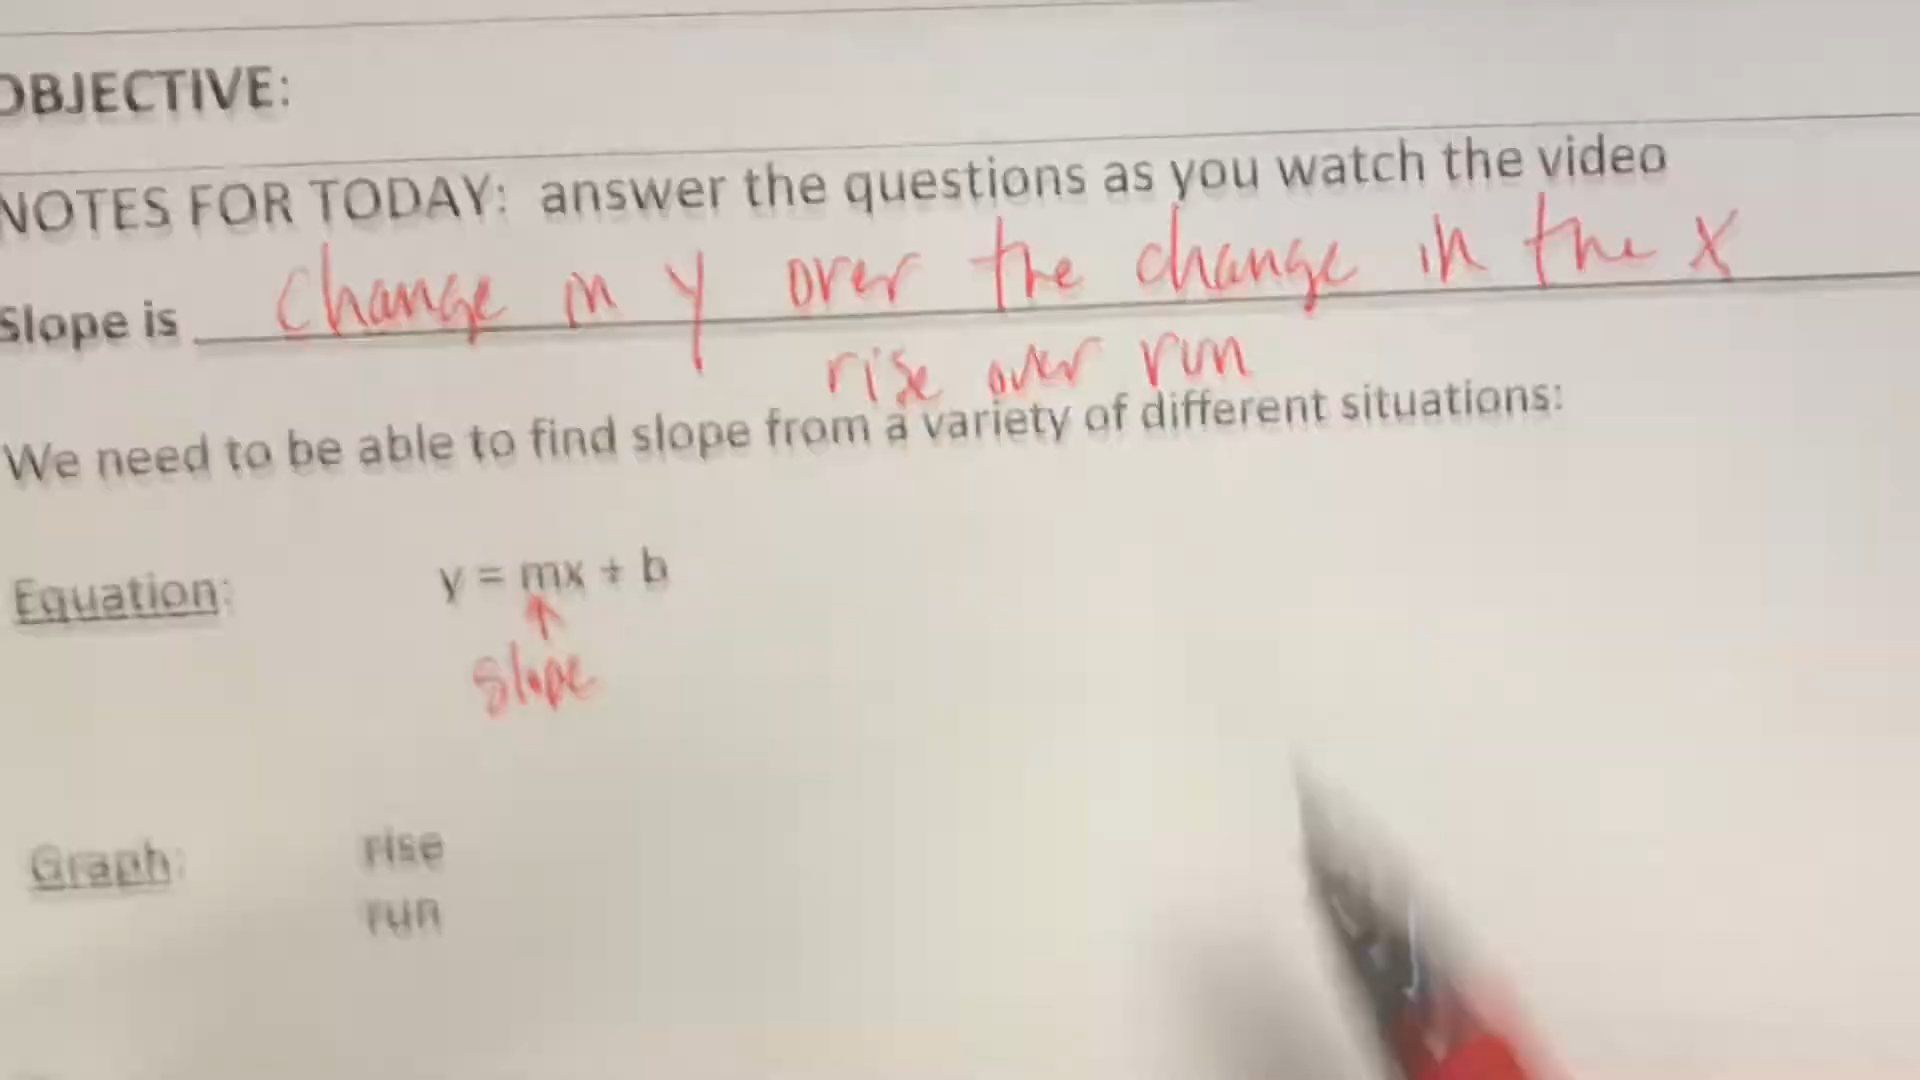 OBJECTIVE:
NOTES FOR TODAY: answer the questions as you watch the video
Slope is change in y over the change in the x
rise over run
We need to be able to find slope from a variety of different situations:
Equation: y = mx + b
slope
Graph: rise
run